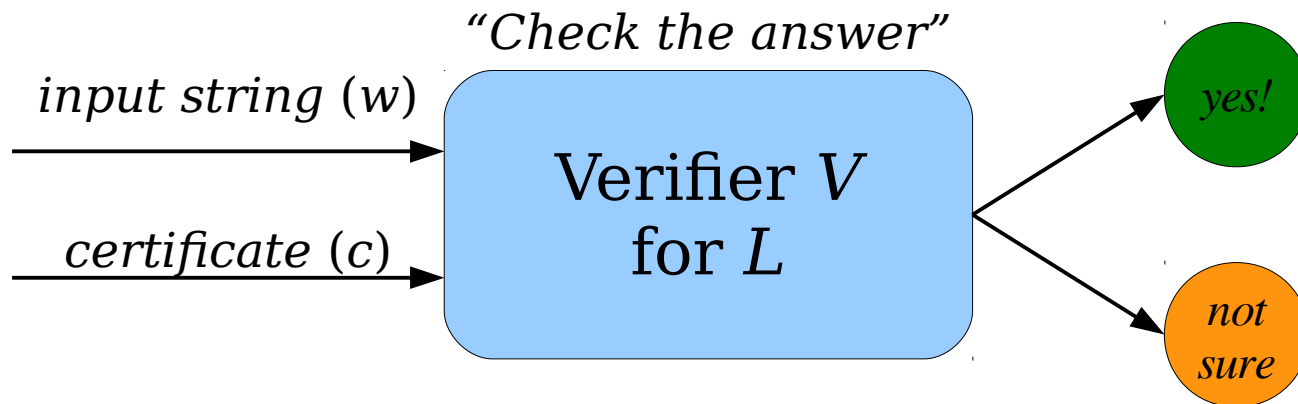 “Check the answer”
input string (w)
certificate (c)
Verifier V
for L
yes!
not
sure